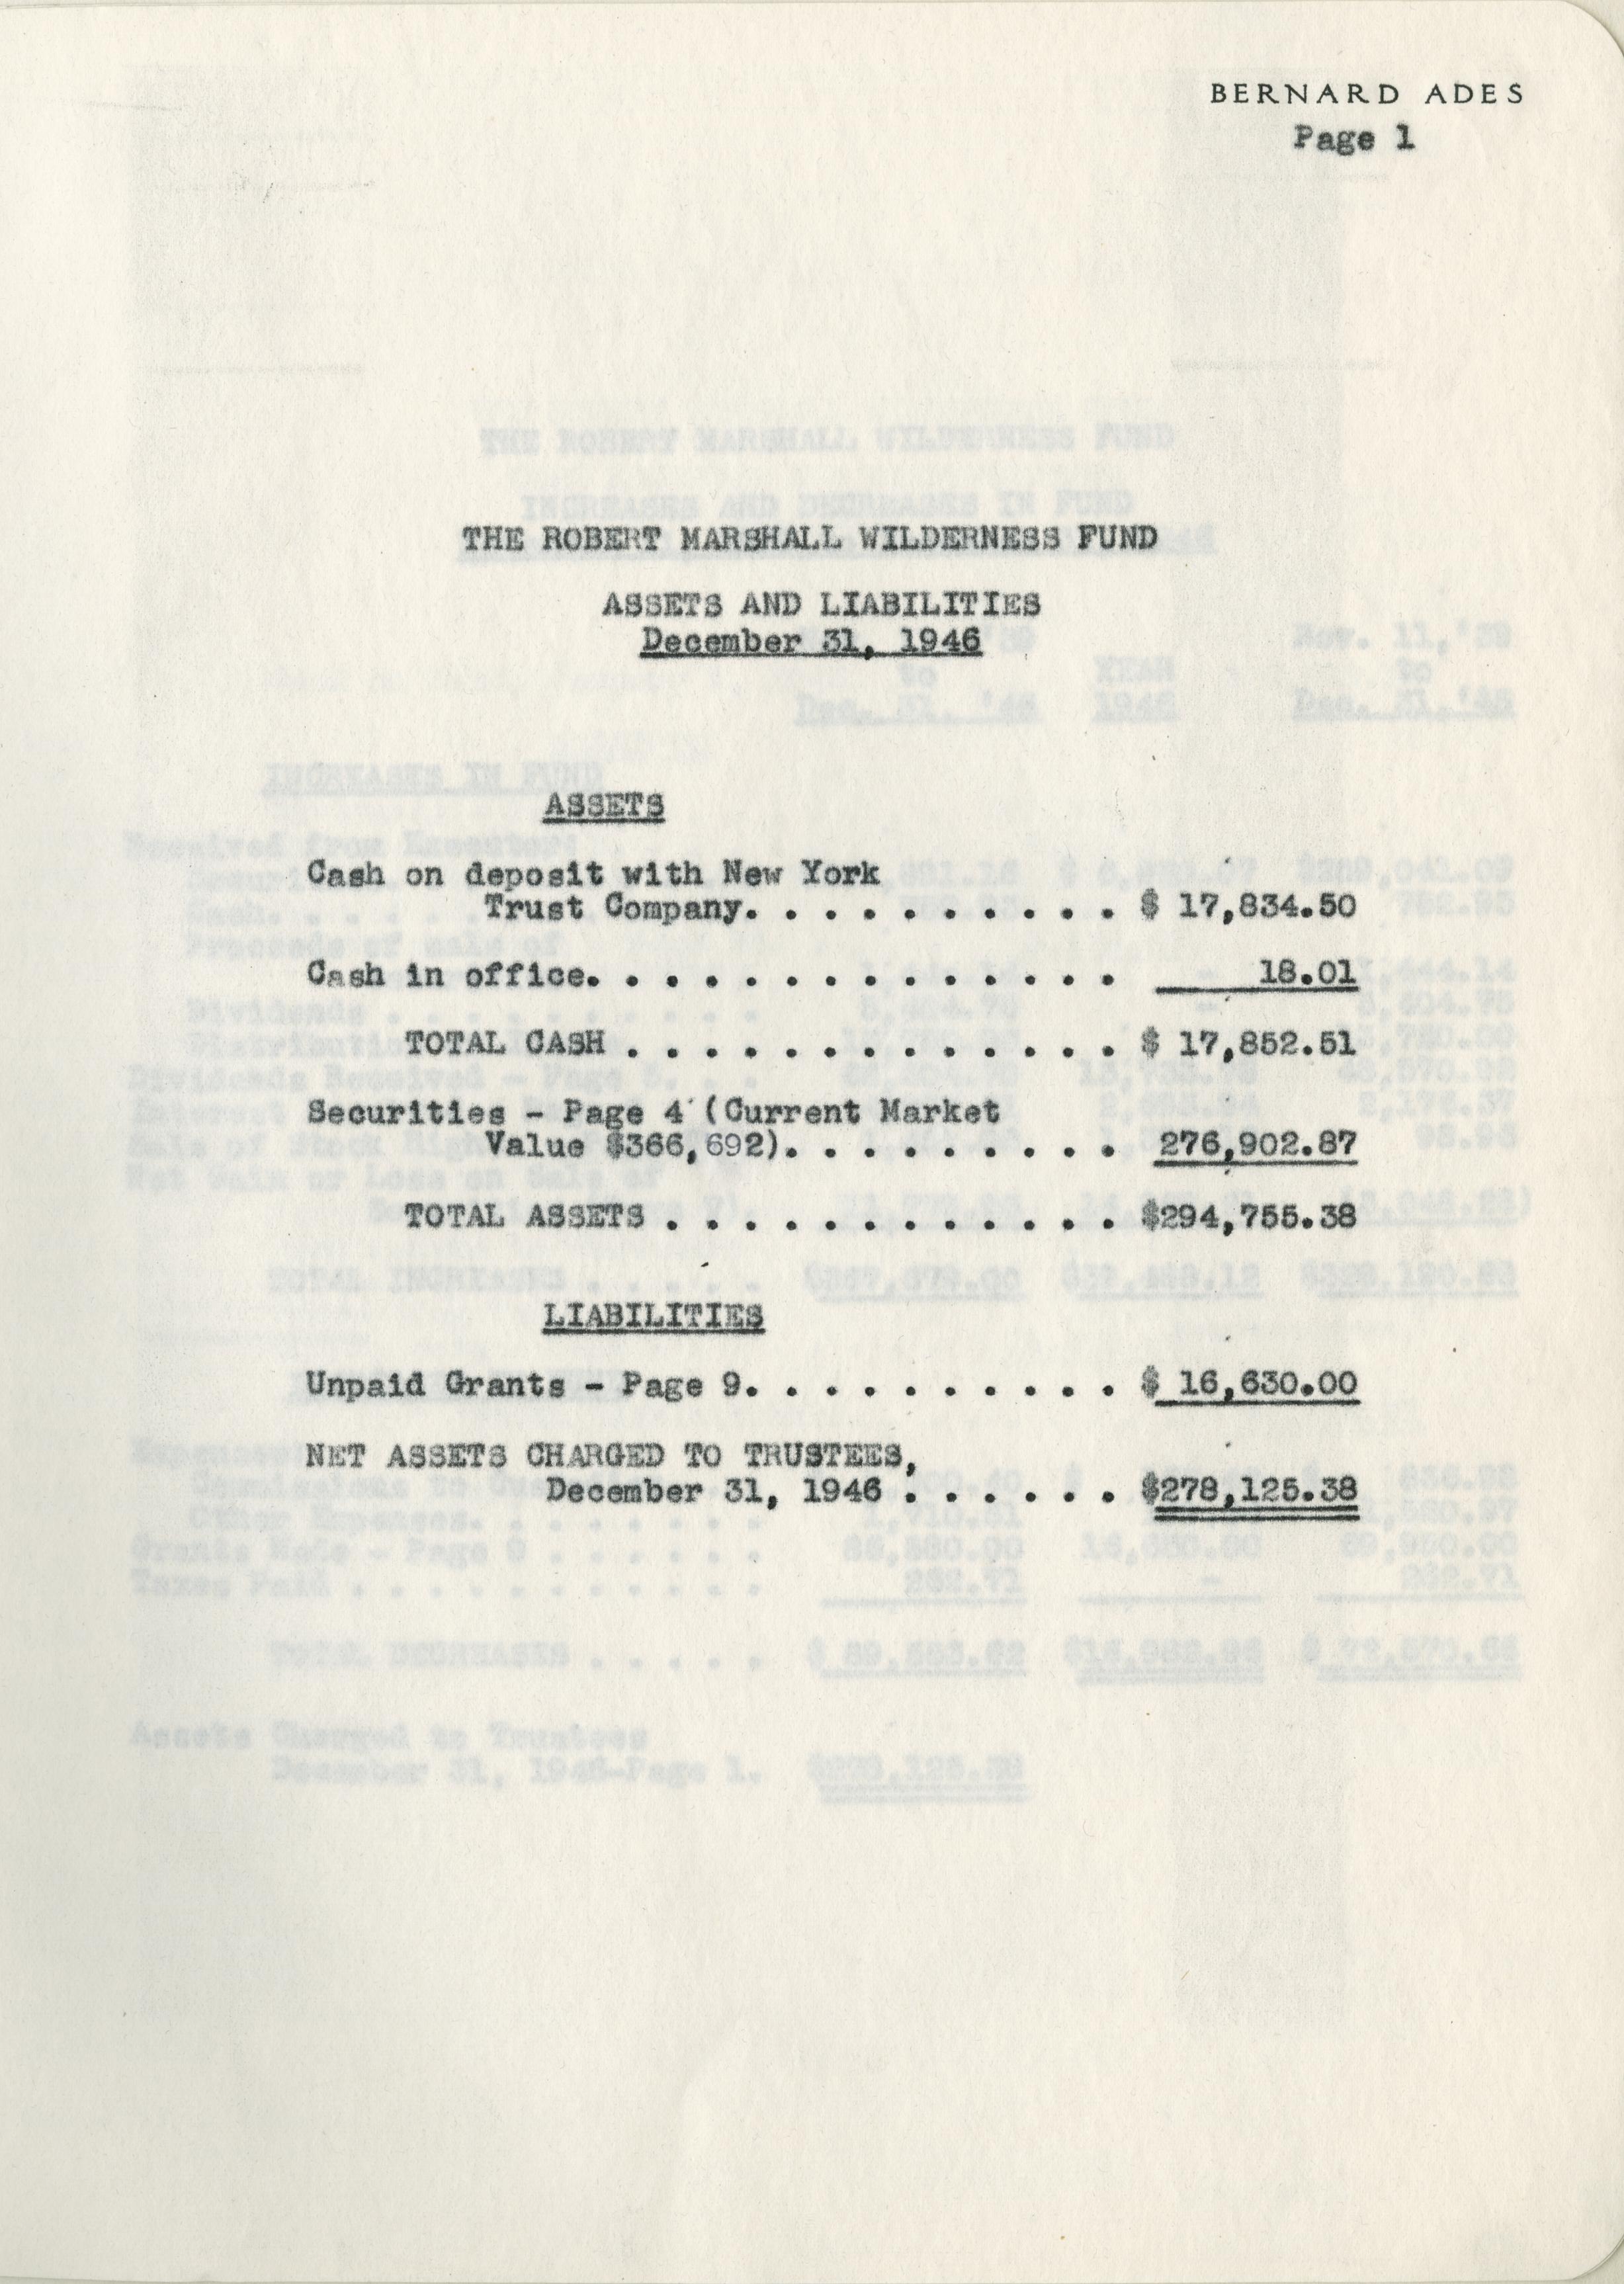 BERNARD ADES
Page 1
THE ROBERT MARSHALL WILDERNESS FUND
ASSETS AND LIABILITIES
December 31, 1946
ASSETS
Cash on deposit with New York
Trust Company. . . . . . . . . . $ 17,834.50
Cash in office. . . . . . . . . . . . . . 18.01
TOTAL CASH . . . . . . . . . . . . . $ 17,852.51
Securities - Page 4 (Current Market
Value $366,692). . . . . . . . . 276,902.87
TOTAL ASSETS . . . . . . . . . . . . $294,755.38
LIABILITIES
Unpaid Grants - Page 9. . . . . . . . . . $ 16,630.00
NET ASSETS CHARGED TO TRUSTEES,
December 31, 1946 . . . . . . $278,125.38